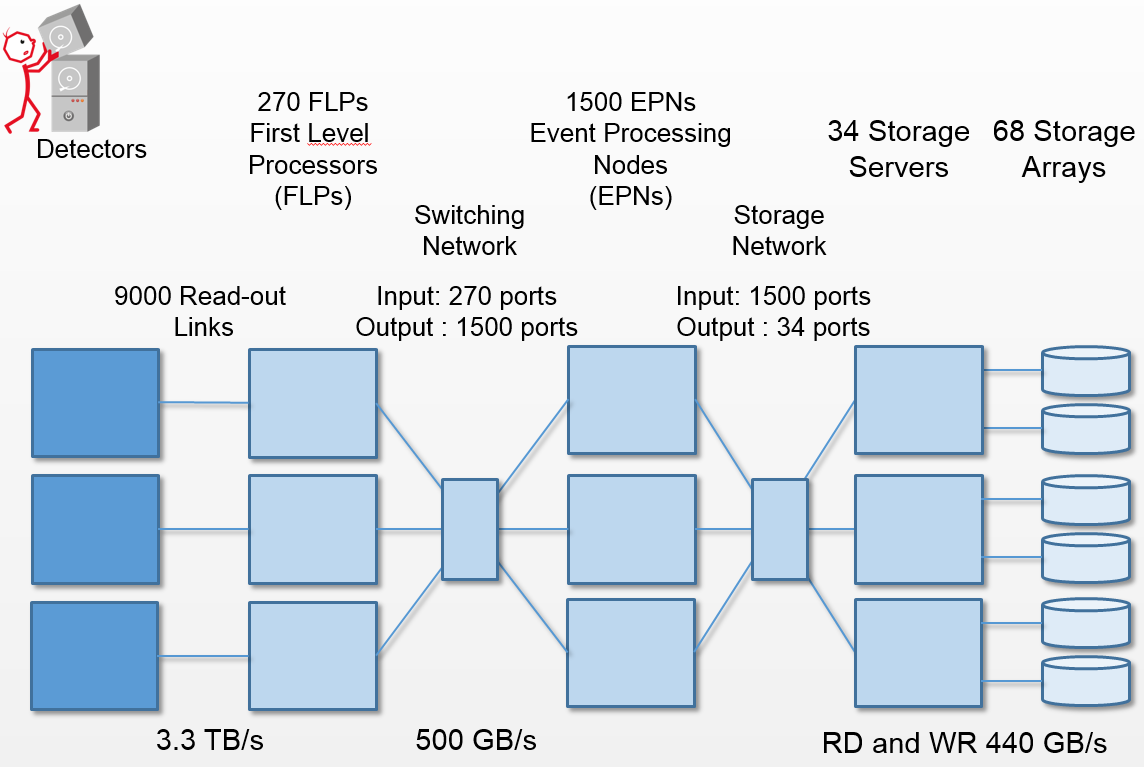 Detectors
270 FLPs
First Level
Processors
(FLPs)
1500 EPNs
Event Processing
Nodes
(EPNs)
34 Storage
Servers
68 Storage
Arrays
Switching
Network
Storage
Network
9000 Read-out
Links
Input: 270 ports
Output : 1500 ports
Input: 1500 ports
Output : 34 ports
3.3 TB/s
500 GB/s
RD and WR 440 GB/s